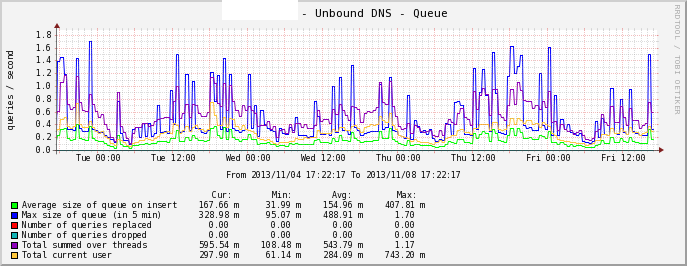 - Unbound DNS - Queue
RRDTOOL / TOBI OETIKER
queries / second
1.8
1.6
1.4
1.2
1.0
0.8
0.6
0.4
0.2
0.0
Tue 00:00 Tue 12:00 Wed 00:00 Wed 12:00 Thu 00:00 Thu 12:00 Fri 00:00 Fri 12:00
From 2013/11/04 17:22:17 To 2013/11/08 17:22:17
Cur: Min: Avg: Max:
Average size of queue on insert 167.66 m 31.99 m 154.96 m 407.81 m
Max size of queue (in 5 min) 328.98 m 95.07 m 488.91 m 1.70
Number of queries replaced 0.00 0.00 0.00 0.00
Number of queries dropped 0.00 0.00 0.00 0.00
Total summed over threads 595.54 m 108.48 m 543.79 m 1.17
Total current user 297.90 m 61.14 m 284.09 m 743.20 m